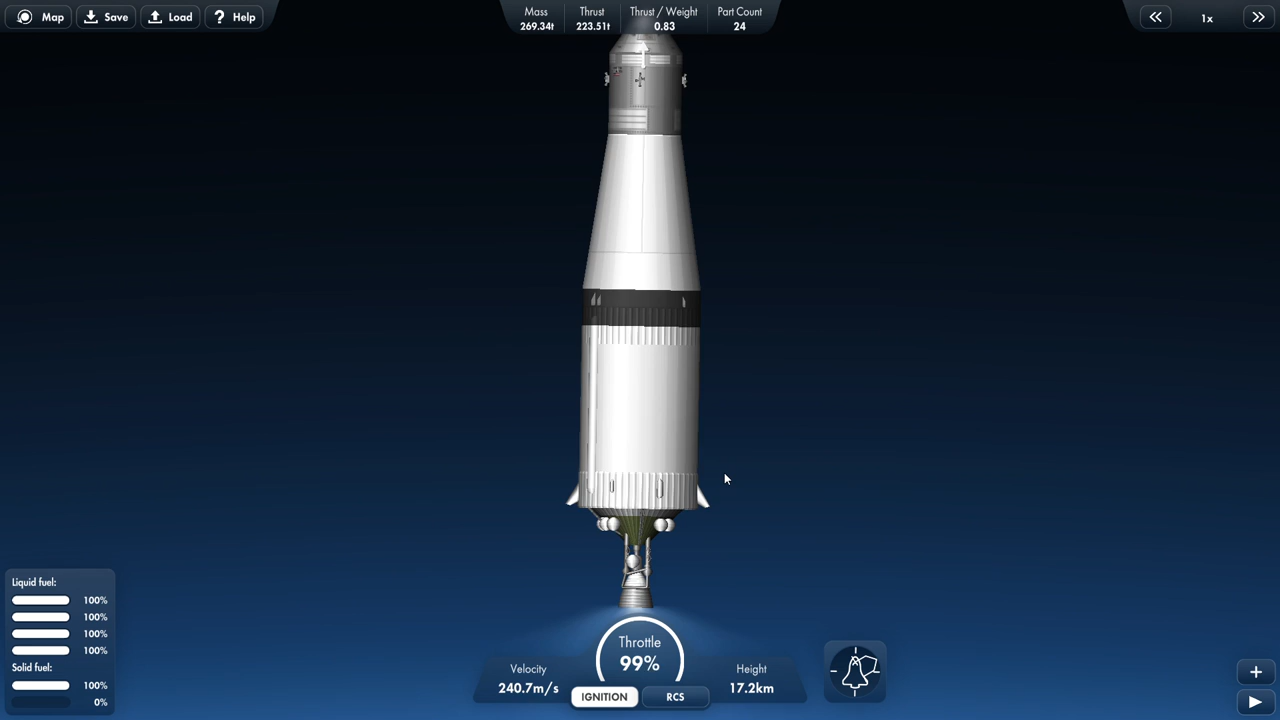 Map
Save
Load
? Help
Mass
269.34t
Thrust
223.51t
Thrust / Weight
0.83
Part Count
24
1x
Liquid fuel:
100%
100%
100%
100%
Solid fuel:
100%
0%
Velocity
240.7m/s
Throttle
99%
IGNITION
RCS
Height
17.2km
+